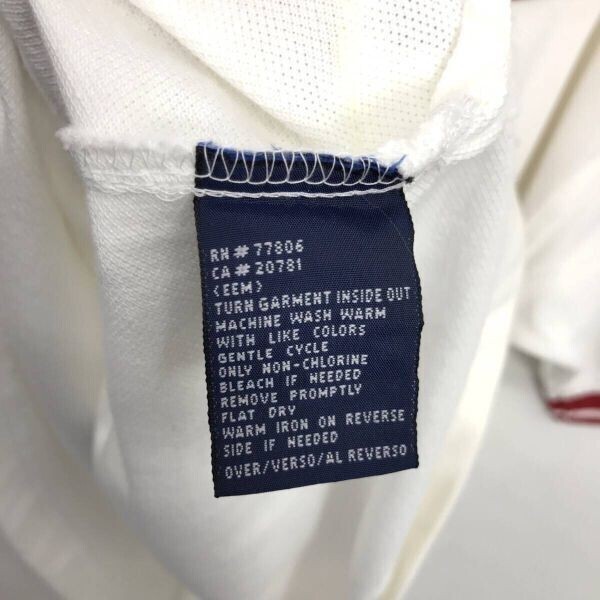 RN # 77806
CA # 20781
<EEM>
TURN GARMENT INSIDE OUT
MACHINE WASH WARM
WITH LIKE COLORS
GENTLE CYCLE
ONLY NON-CHLORINE
BLEACH IF NEEDED
REMOVE PROMPTLY
FLAT DRY
WARM IRON ON REVERSE
SIDE IF NEEDED
OVER/VERSO/AL REVERSO